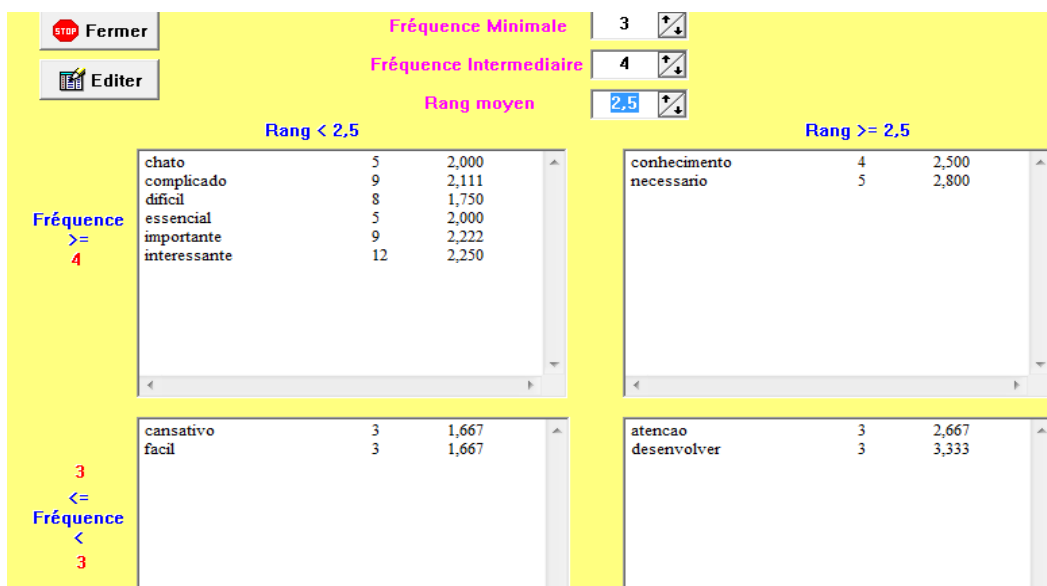 STOP Fermer
Fréquence Minimale 3
Editer
Fréquence Intermediaire 4
Rang moyen 2,5
Rang < 2,5
Rang >= 2,5
chato 5 2,000
complicado 9 2,111
dificil 8 1,750
essencial 5 2,000
importante 9 2,222
interessante 12 2,250
conhecimento 4 2,500
necessario 5 2,800
Fréquence
>=
4
cansativo 3 1,667
facil 3 1,667
atencao 3 2,667
desenvolver 3 3,333
3
<=
Fréquence
<
3